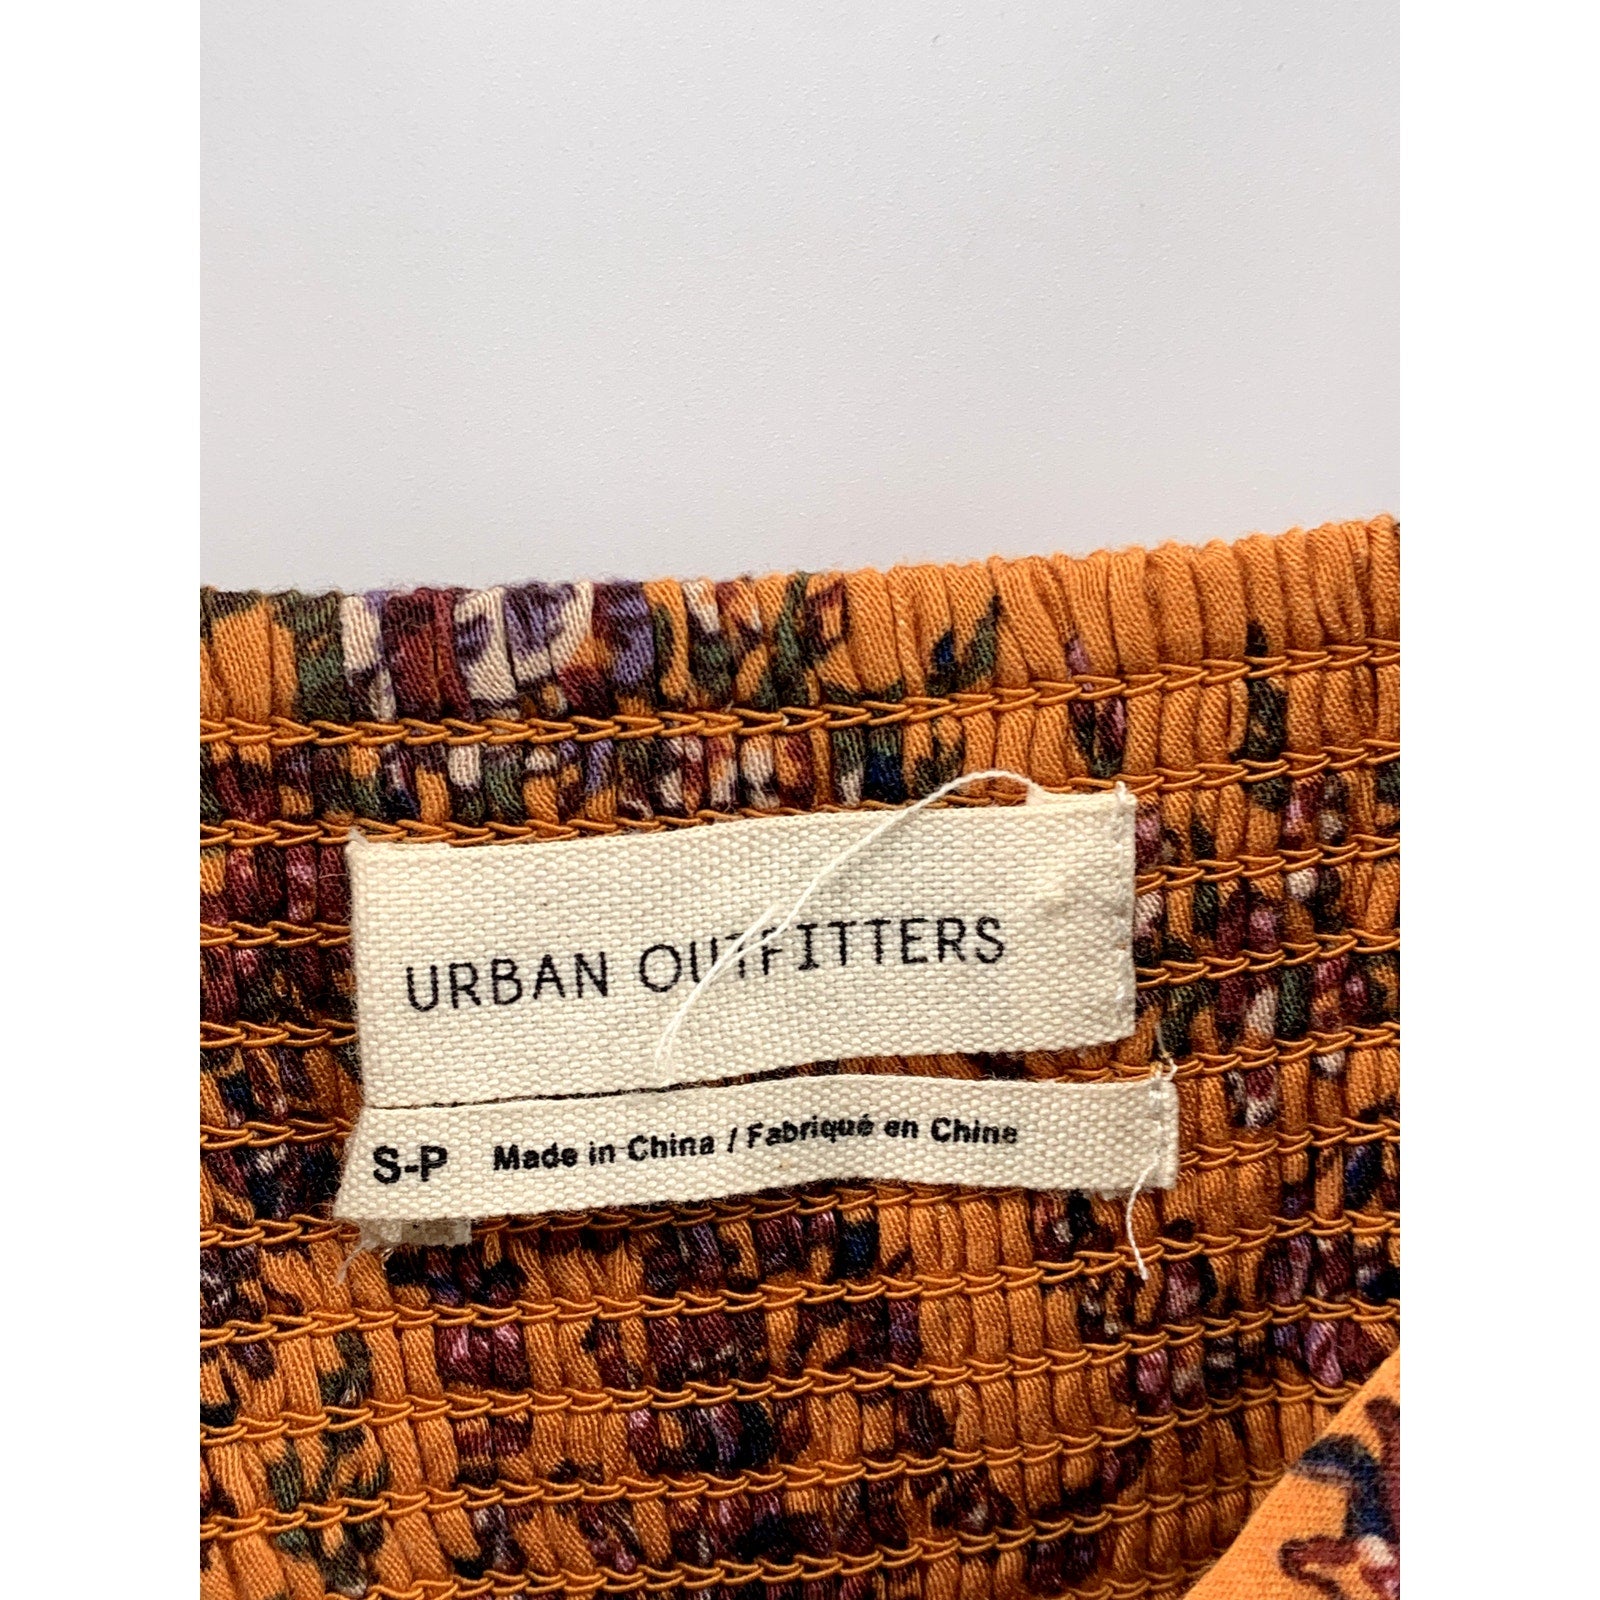 URBAN OUTFITTERS
S-P Made in China / Fabriqué en Chine